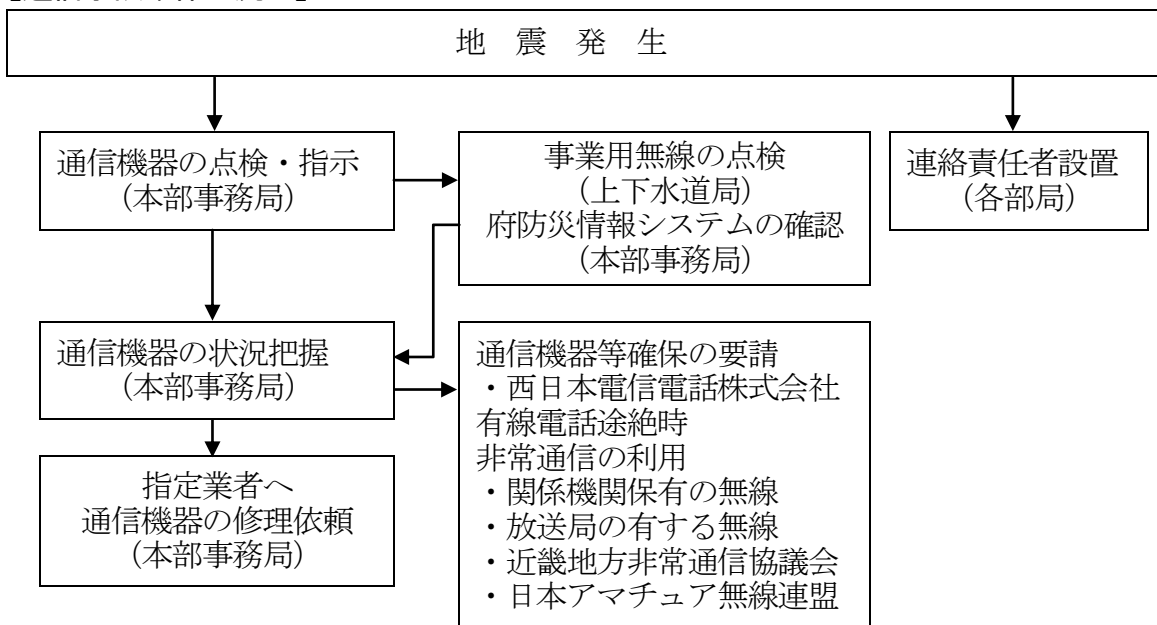 地 震 発 生
通信機器の点検・指示
（本部事務局）
事業用無線の点検
（上下水道局）
府防災情報システムの確認
（本部事務局）
連絡責任者設置
（各部局）
通信機器の状況把握
（本部事務局）
通信機器等確保の要請
・西日本電信電話株式会社
有線電話途絶時
非常通信の利用
・関係機関保有の無線
・放送局の有する無線
・近畿地方非常通信協議会
・日本アマチュア無線連盟
指定業者へ
通信機器の修理依頼
（本部事務局）